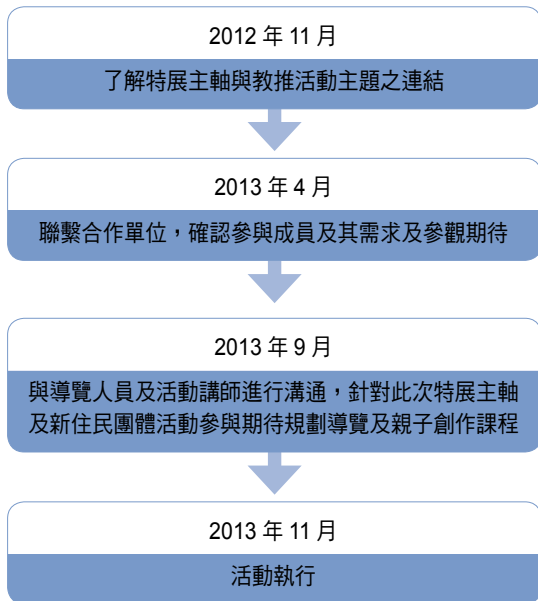 2012 年 11 月
了解特展主軸與教推活動主題之連結
2013 年 4 月
聯繫合作單位，確認參與成員及其需求及參觀期待
2013 年 9 月
與導覽人員及活動講師進行溝通，針對此次特展主軸
及新住民團體活動參與期待規劃導覽及親子創作課程
2013 年 11 月
活動執行